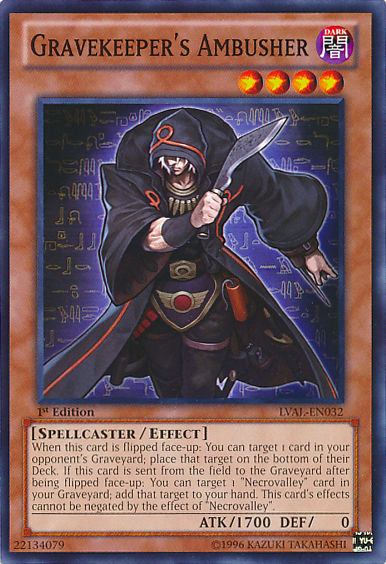 GRAVEKEEPER'S AMBUSHER
DARK
闇
1st Edition
LVAL-EN032
[SPELLCASTER / EFFECT]
When this card is flipped face-up: You can target 1 card in your
opponent's Graveyard; place that target on the bottom of their
Deck. If this card is sent from the field to the Graveyard after
being flipped face-up: You can target 1 "Necrovalley" card in
your Graveyard; add that target to your hand. This card's effects
cannot be negated by the effect of "Necrovalley".
ATK/1700 DEF/ 0
22134079
©1996 KAZUKI TAKAHASHI